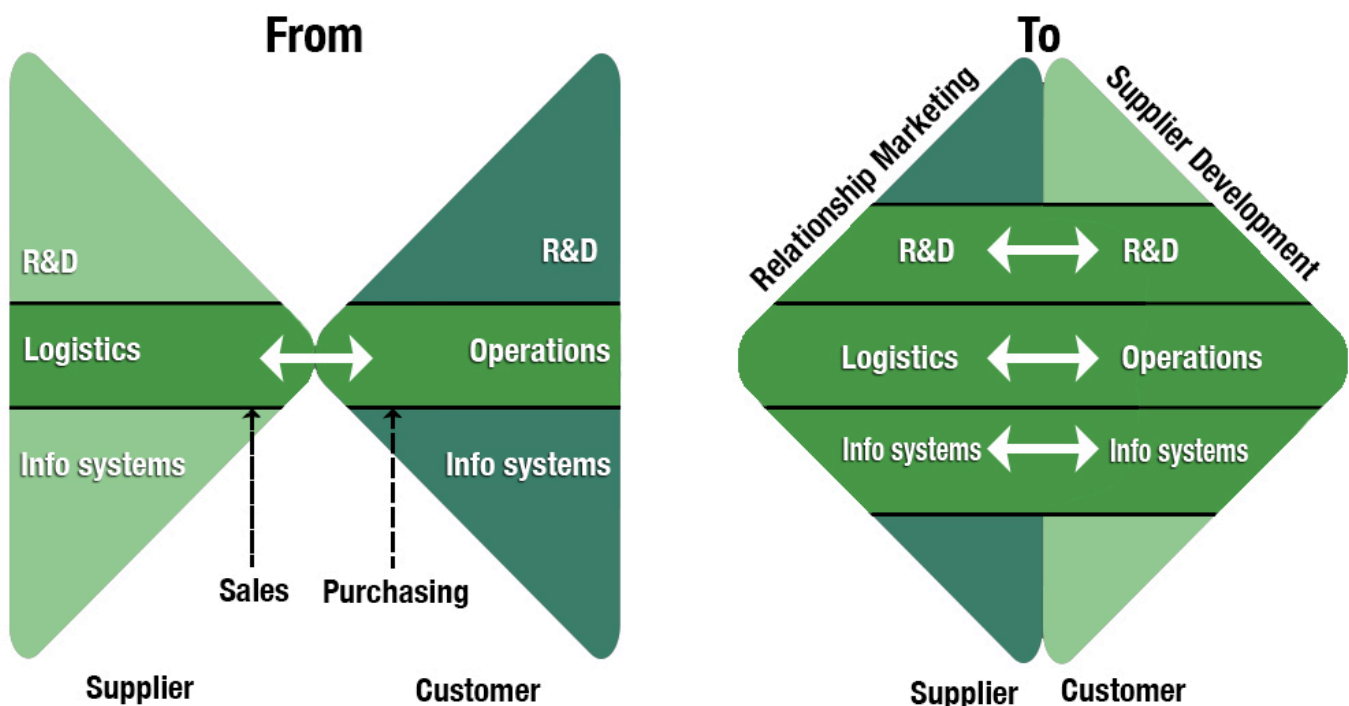 From
R&D
R&D
Logistics
Operations
Info systems
Info systems
Sales
Purchasing
Supplier
Customer
To
Relationship Marketing
Supplier Development
R&D
R&D
Logistics
Operations
Info systems
Info systems
Supplier
Customer